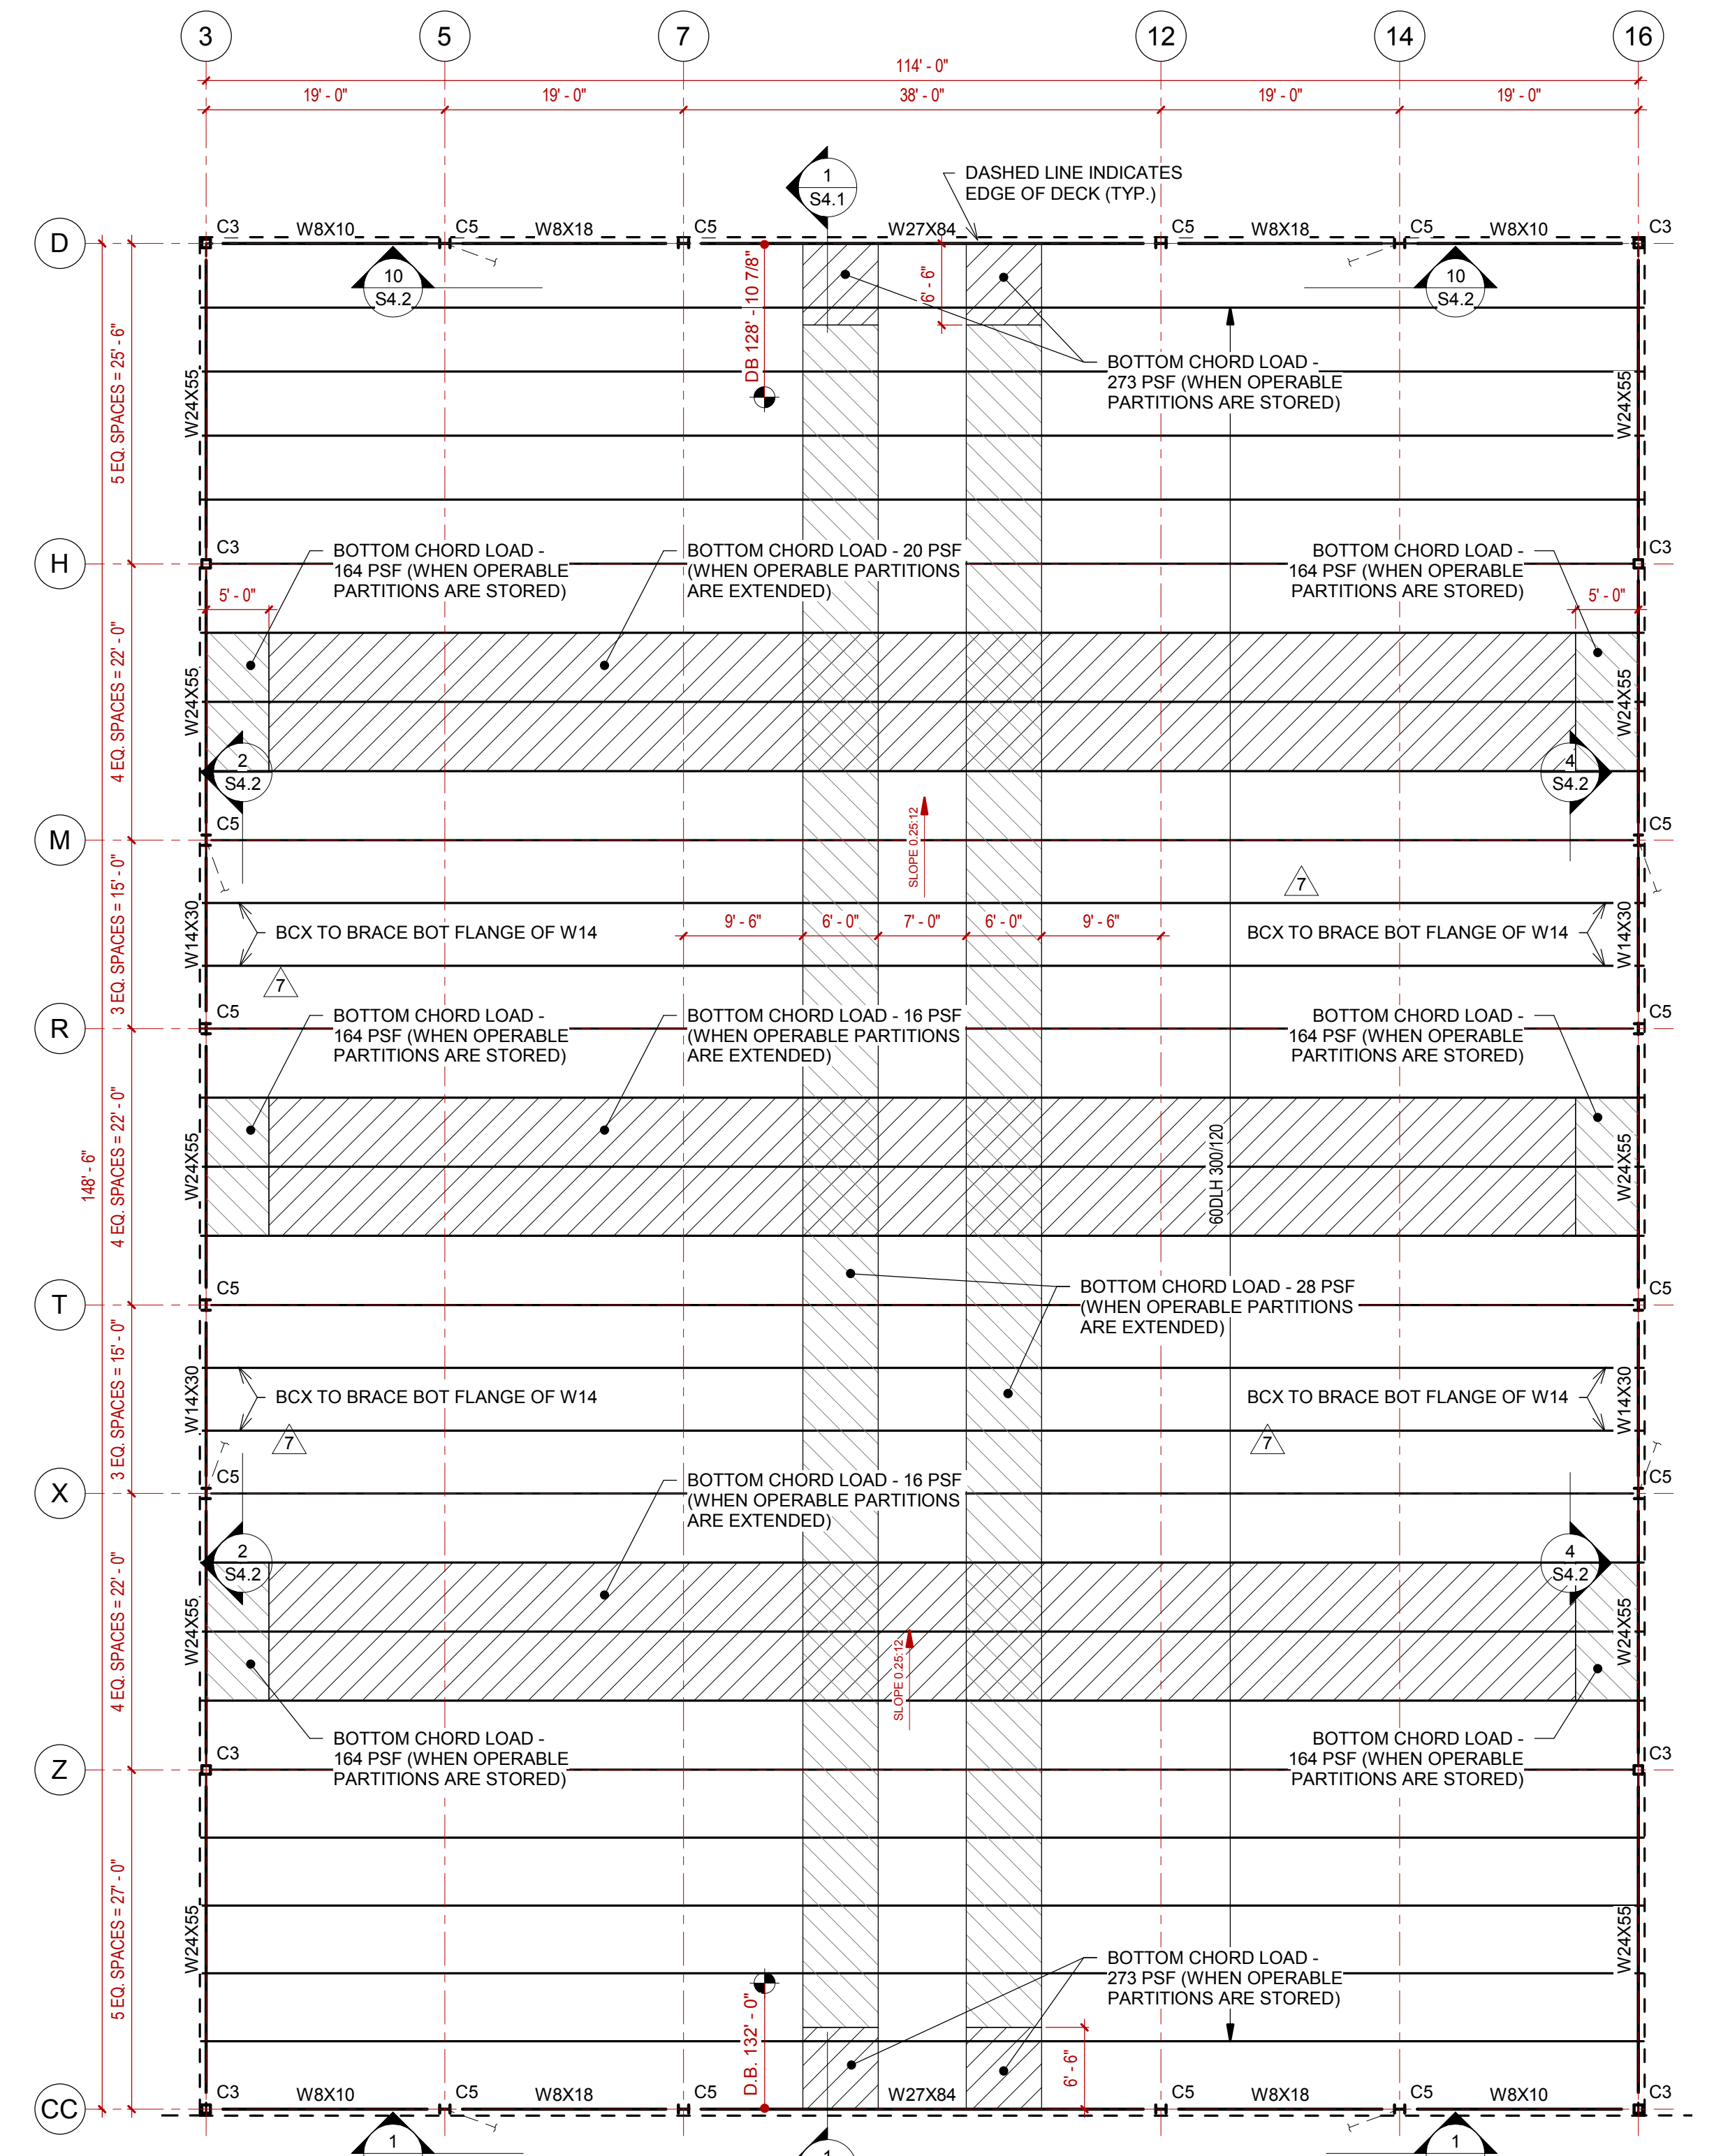 3 5 7 12 14 16
114' - 0"
19' - 0" 19' - 0" 38' - 0" 19' - 0" 19' - 0"
1
S4.1
DASHED LINE INDICATES
EDGE OF DECK (TYP.)
D
C3 W8X10 C5 W8X18 C5 W27X84 C5 W8X18 C5 W8X10 C3
10
S4.2
10
S4.2
DB 128' - 10 7/8"
6' - 6"
5 EQ. SPACES = 25' - 6"
W24X55
W24X55
BOTTOM CHORD LOAD -
273 PSF (WHEN OPERABLE
PARTITIONS ARE STORED)
H
C3
C3
BOTTOM CHORD LOAD -
164 PSF (WHEN OPERABLE
PARTITIONS ARE STORED)
BOTTOM CHORD LOAD - 20 PSF
(WHEN OPERABLE PARTITIONS
ARE EXTENDED)
BOTTOM CHORD LOAD -
164 PSF (WHEN OPERABLE
PARTITIONS ARE STORED)
5' - 0"
5' - 0"
4 EQ. SPACES = 22' - 0"
W24X55
W24X55
2
S4.2
4
S4.2
M
C5
C5
SLOPE 0.25:12
7
3 EQ. SPACES = 15' - 0"
W14X30
W14X30
9' - 6" 6' - 0" 7' - 0" 6' - 0" 9' - 6"
BCX TO BRACE BOT FLANGE OF W14
BCX TO BRACE BOT FLANGE OF W14
7
R
C5
C5
BOTTOM CHORD LOAD -
164 PSF (WHEN OPERABLE
PARTITIONS ARE STORED)
BOTTOM CHORD LOAD - 16 PSF
(WHEN OPERABLE PARTITIONS
ARE EXTENDED)
BOTTOM CHORD LOAD -
164 PSF (WHEN OPERABLE
PARTITIONS ARE STORED)
148' - 6"
4 EQ. SPACES = 22' - 0"
W24X55
W24X55
60DLH 300/120
T
C5
C5
BOTTOM CHORD LOAD - 28 PSF
(WHEN OPERABLE PARTITIONS
ARE EXTENDED)
3 EQ. SPACES = 15' - 0"
W14X30
W14X30
BCX TO BRACE BOT FLANGE OF W14
BCX TO BRACE BOT FLANGE OF W14
7
7
X
C5
C5
BOTTOM CHORD LOAD - 16 PSF
(WHEN OPERABLE PARTITIONS
ARE EXTENDED)
2
S4.2
4
S4.2
4 EQ. SPACES = 22' - 0"
W24X55
W24X55
SLOPE 0.25:12
BOTTOM CHORD LOAD -
164 PSF (WHEN OPERABLE
PARTITIONS ARE STORED)
BOTTOM CHORD LOAD -
164 PSF (WHEN OPERABLE
PARTITIONS ARE STORED)
Z
C3
C3
5 EQ. SPACES = 27' - 0"
W24X55
W24X55
BOTTOM CHORD LOAD -
273 PSF (WHEN OPERABLE
PARTITIONS ARE STORED)
D.B. 132' - 0"
6' - 6"
CC
C3 W8X10 C5 W8X18 C5 W27X84 C5 W8X18 C5 W8X10 C3
1
1
1